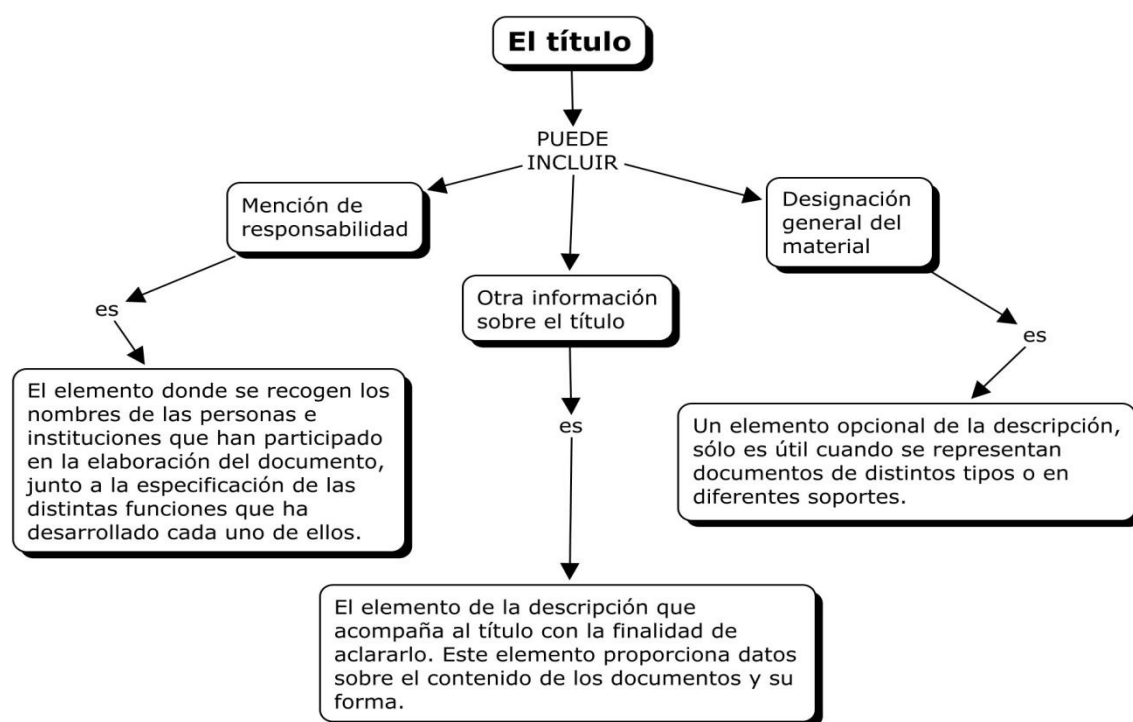 El título
PUEDE
INCLUIR
Mención de
responsabilidad
es
El elemento donde se recogen los
nombres de las personas e
instituciones que han participado
en la elaboración del documento,
junto a la especificación de las
distintas funciones que ha
desarrollado cada uno de ellos.
Otra información
sobre el título
es
El elemento de la descripción que
acompaña al título con la finalidad de
aclararlo. Este elemento proporciona datos
sobre el contenido de los documentos y su
forma.
Designación
general del
material
es
Un elemento opcional de la descripción,
sólo es útil cuando se representan
documentos de distintos tipos o en
diferentes soportes.